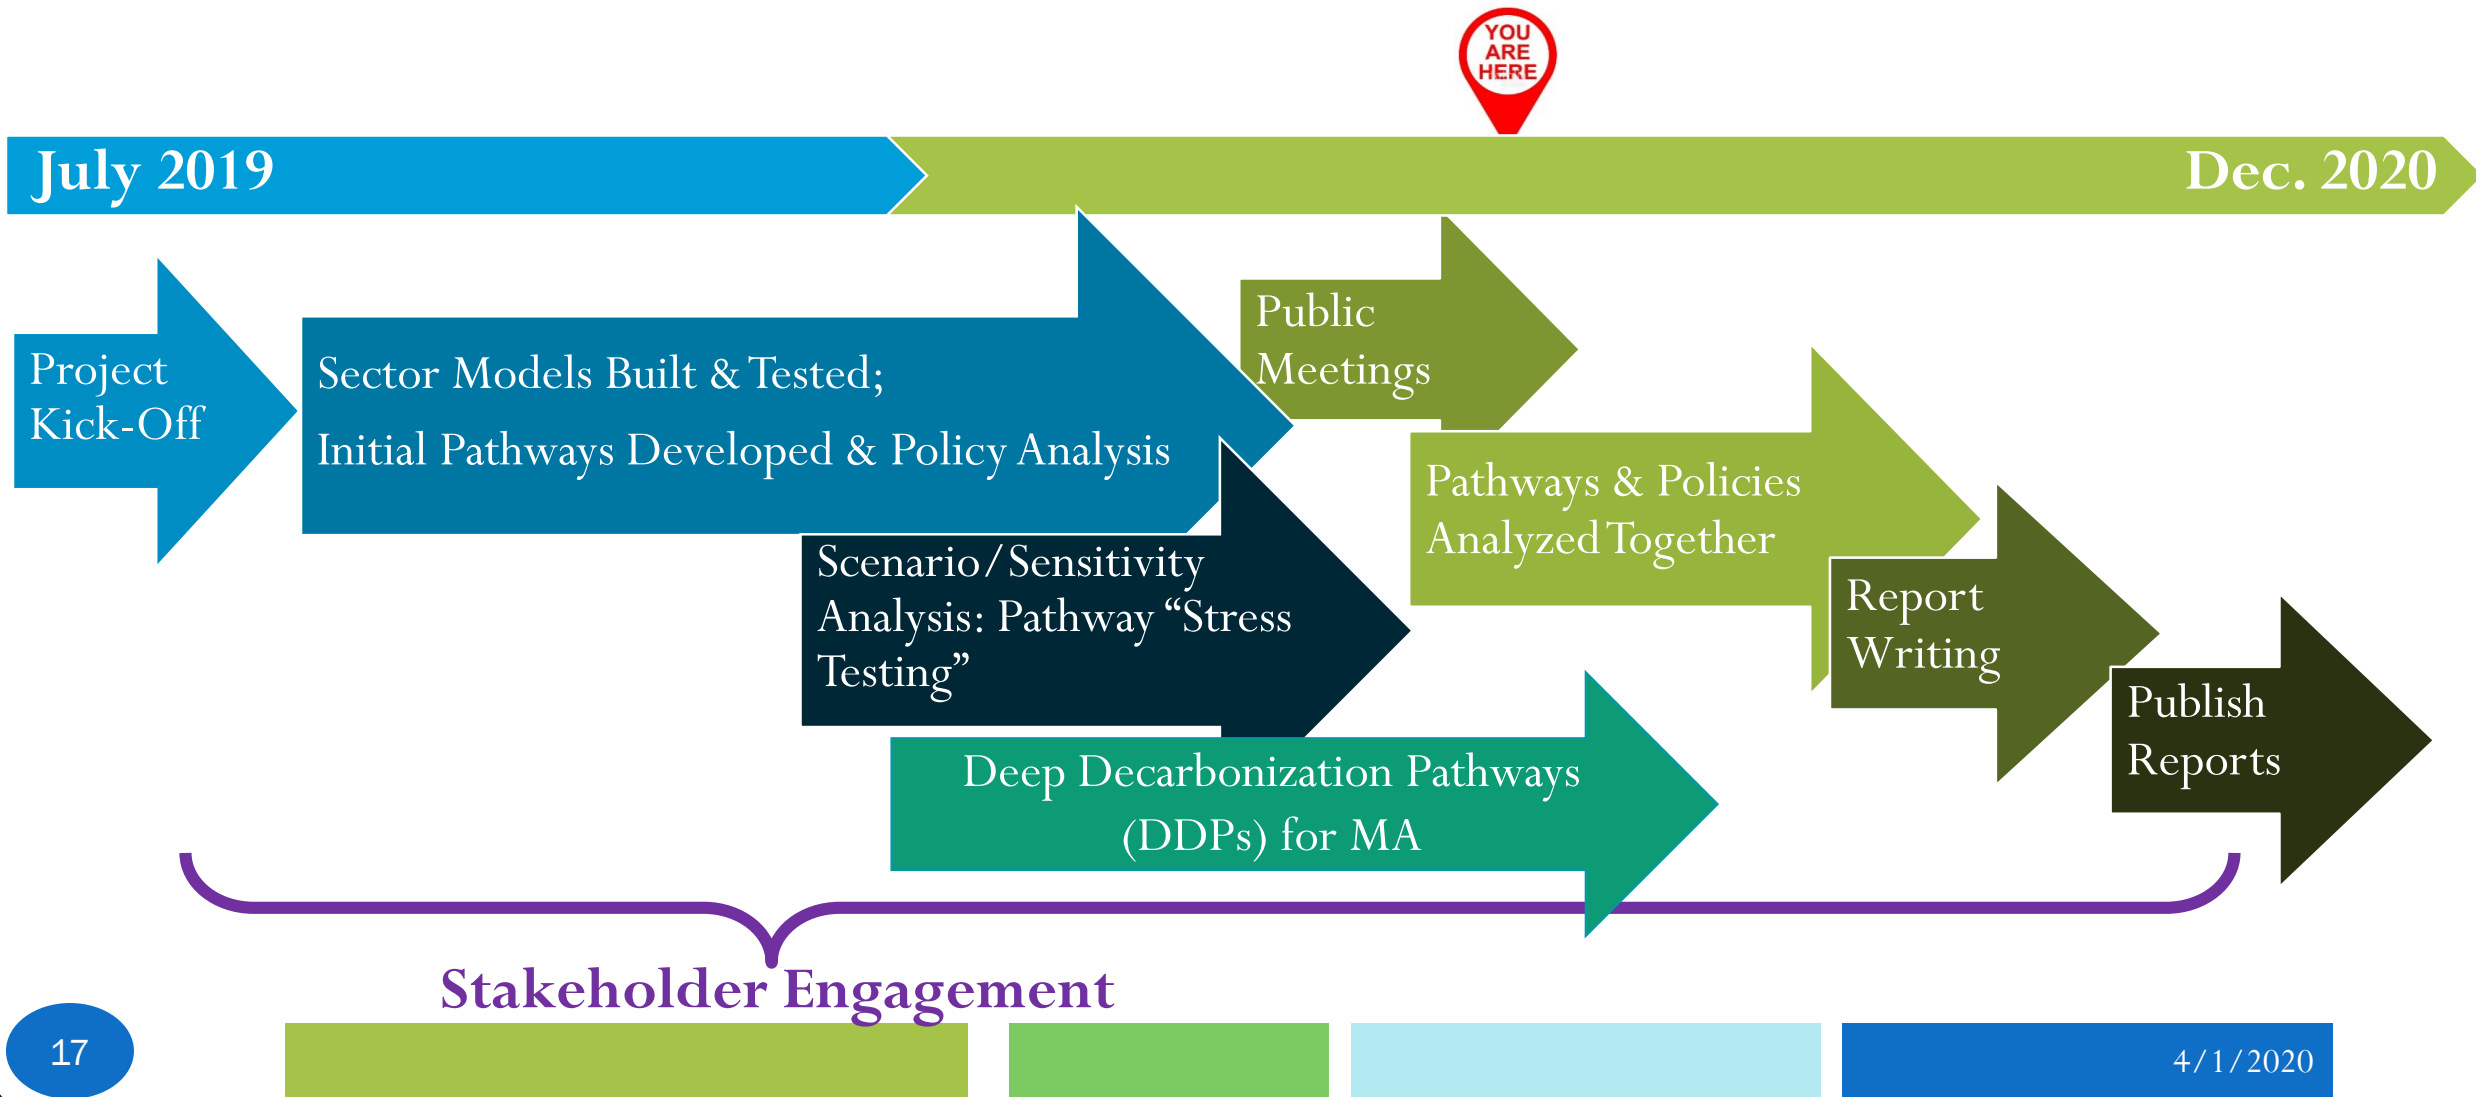 YOU
ARE
HERE
July 2019
Dec. 2020
Project
Kick-Off
Sector Models Built & Tested;
Initial Pathways Developed & Policy Analysis
Public
Meetings
Scenario/Sensitivity
Analysis: Pathway “Stress
Testing”
Pathways & Policies
Analyzed Together
Report
Writing
Publish
Reports
Deep Decarbonization Pathways
(DDPs) for MA
Stakeholder Engagement
17
4/1/2020